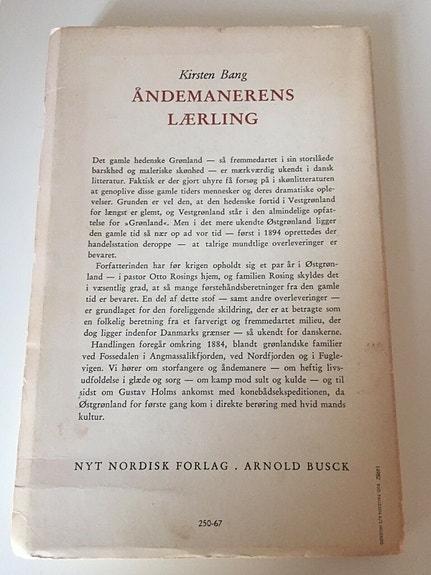 Kirsten Bang
ÅNDEMANERENS
LÆRLING
Det gamle hedenske Grønland — så fremmedartet i sin storslåede
barskhed og maleriske skønhed — er mærkværdig ukendt i dansk
litteratur. Faktisk er der gjort uhyre få forsøg på i skønlitteraturen
at genoplive disse gamle tiders mennesker og deres dramatiske ople-
velser. Grunden er vel den, at den hedenske fortid i Vestgrønland
for længst er glemt, og Vestgrønland står i den almindelige opfat-
telse for »Grønland«. Men i det mere ukendte Østgrønland ligger
den gamle tid så nær op ad vor tid — først i 1894 oprettedes der
handelsstation deroppe — at talrige mundtlige overleveringer er
bevaret.
Forfatterinden har før krigen opholdt sig et par år i Østgrøn-
land — i pastor Otto Rosings hjem, og familien Rosing skyldes det
i væsentlig grad, at så mange førstehåndsberetninger fra den gamle
tid er bevaret. En del af dette stof — samt andre overleveringer —
er grundlaget for den foreliggende skildring, der er at betragte som
en folkelig beretning fra et farverigt og fremmedartet milieu, der
dog ligger indenfor Danmarks grænser — så ukendt for danskerne.
Handlingen foregår omkring 1884, blandt grønlandske familier
ved Fossedalen i Angmassalikfjorden, ved Nordfjorden og i Fugle-
vigen. Vi hører om storfangere og åndemanere — om heftig livs-
udfoldelse i glæde og sorg — om kamp mod sult og kulde — og til
sidst om Gustav Holms ankomst med konebådsekspeditionen, da
Østgrønland for første gang kom i direkte berøring med hvid mands
kultur.
NYT NORDISK FORLAG . ARNOLD BUSCK
250-67